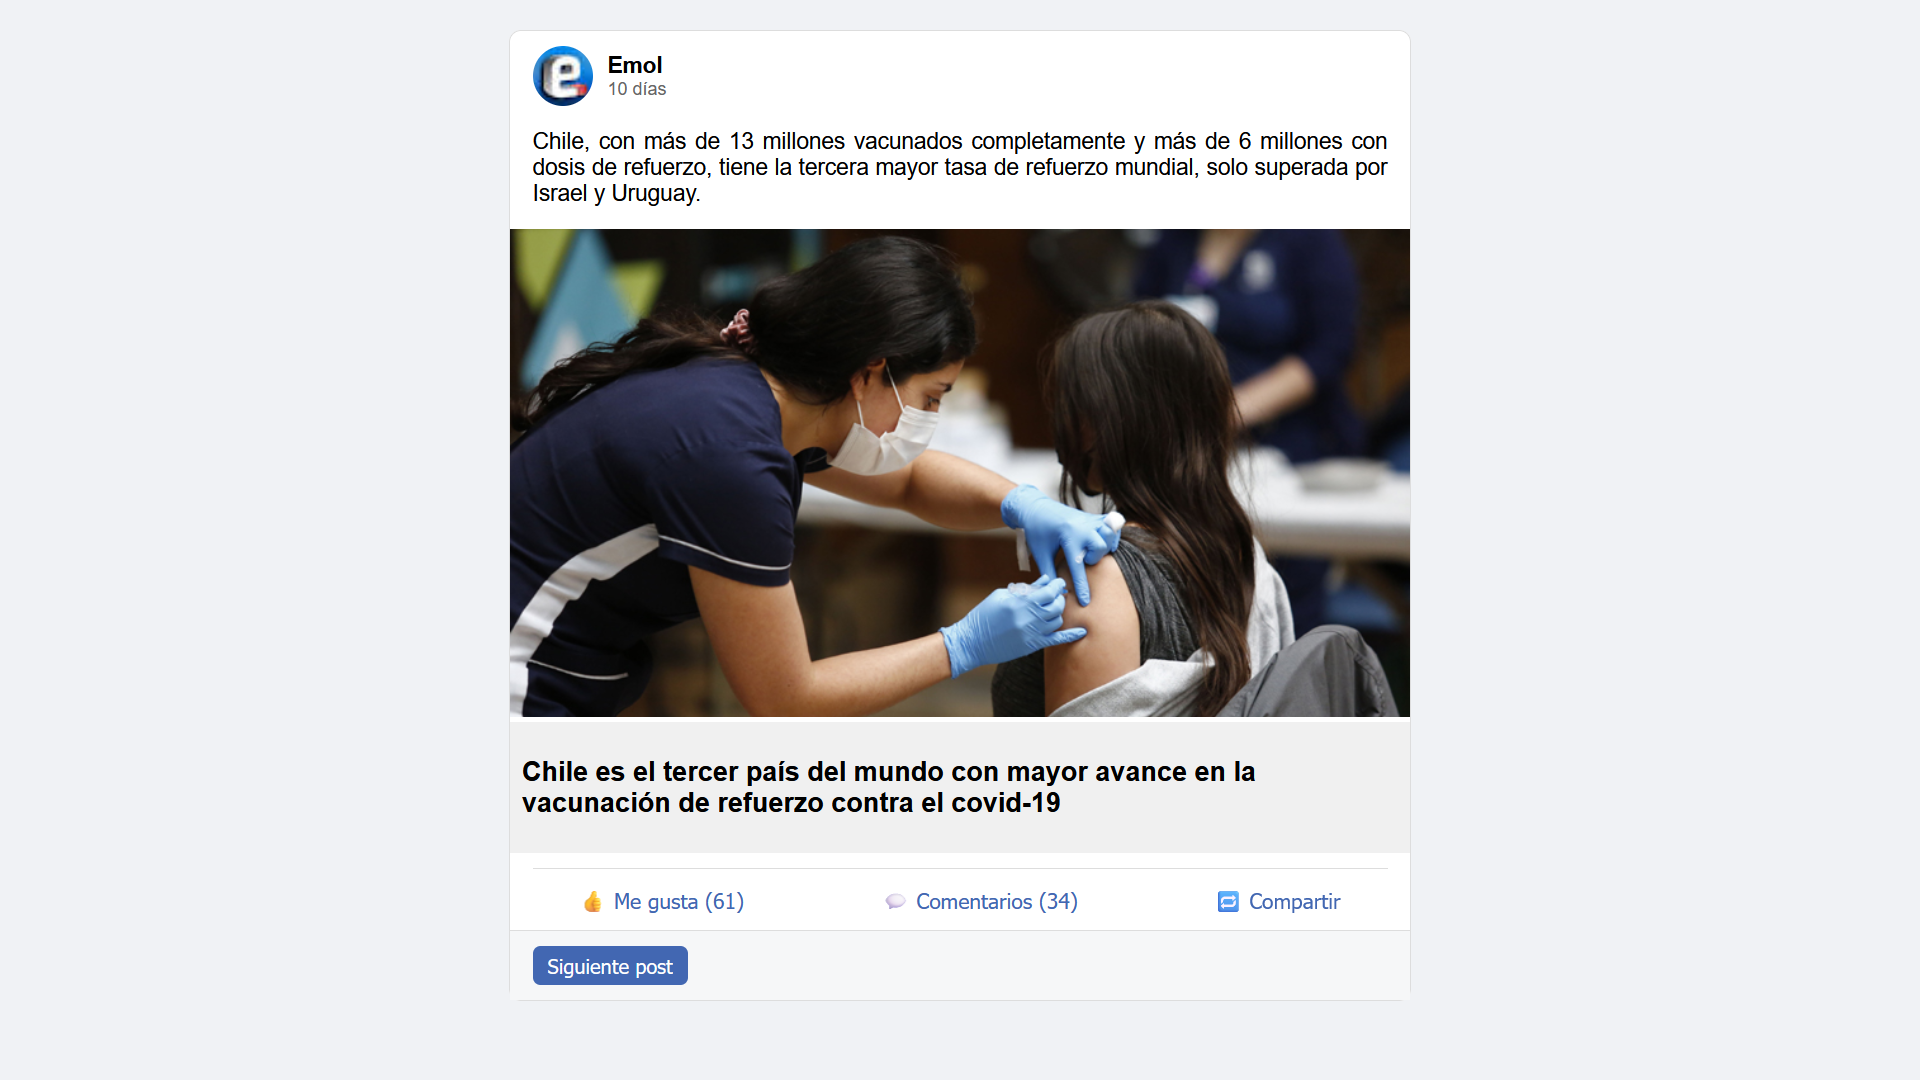 Emol
10 días
Chile, con más de 13 millones vacunados completamente y más de 6 millones con
dosis de refuerzo, tiene la tercera mayor tasa de refuerzo mundial, solo superada por
Israel y Uruguay.
Chile es el tercer país del mundo con mayor avance en la
vacunación de refuerzo contra el covid-19
Me gusta (61) Comentarios (34) Compartir
Siguiente post